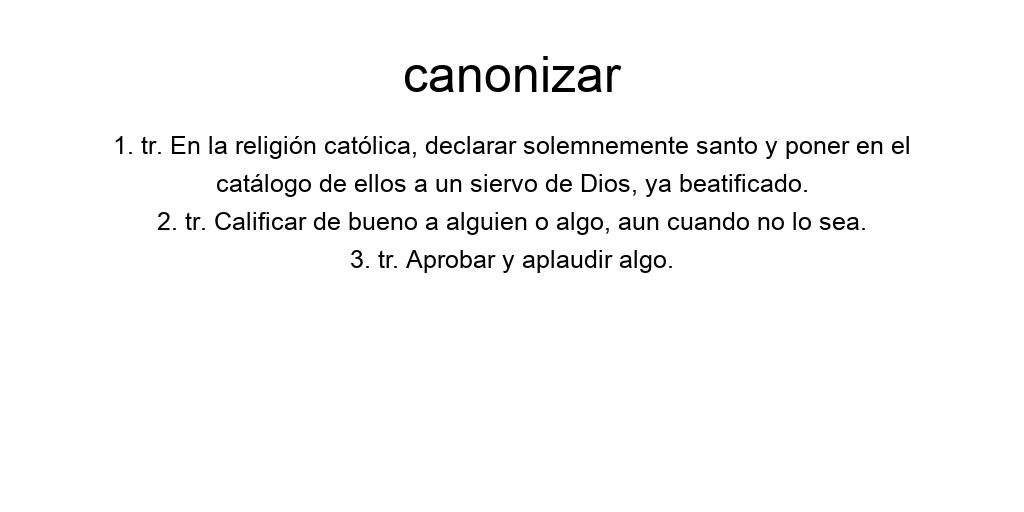 canonizar
1. tr. En la religión católica, declarar solemnemente santo y poner en el
catálogo de ellos a un siervo de Dios, ya beatificado.
2. tr. Calificar de bueno a alguien o algo, aun cuando no lo sea.
3. tr. Aprobar y aplaudir algo.